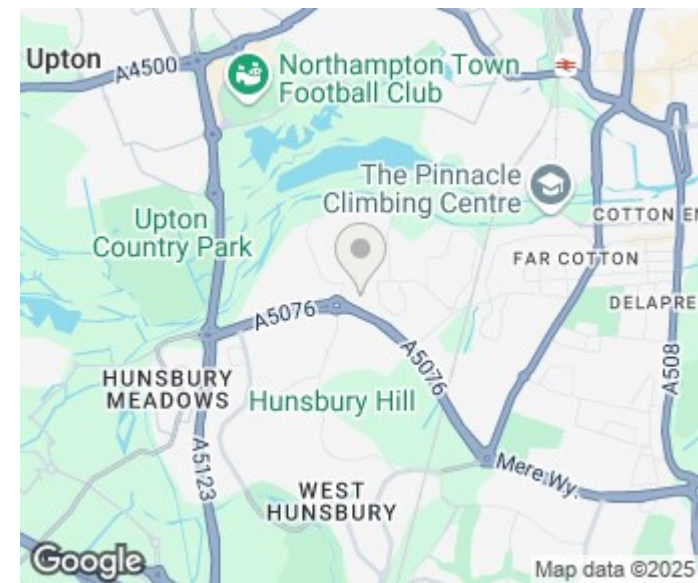 Upton
A4500
Northampton Town
Football Club
The Pinnacle
Climbing Centre
COTTON EN
Upton
Country Park
FAR COTTON
DELAPRE
A5076
A5076
A508
HUNSBURY
MEADOWS
Hunsbury Hill
A5123
Mere Wy.
WEST
HUNSBURY
Google
Map data ©2025